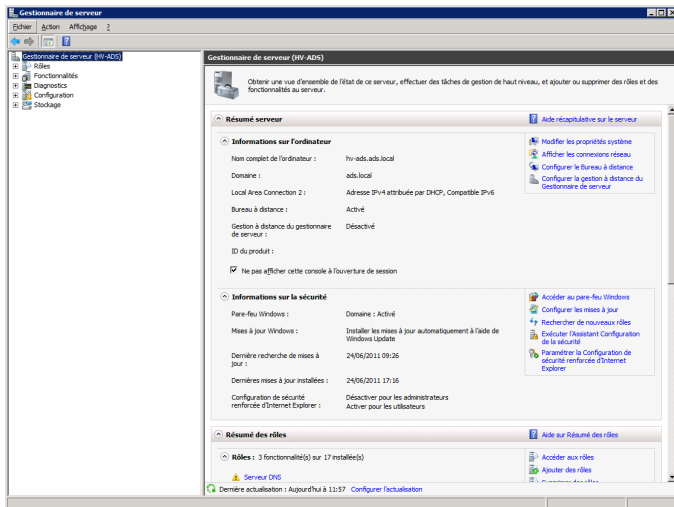 Gestionnaire de serveur
Fichier Action Affichage ?
Gestionnaire de serveur (HV-ADS)
Rôles
Fonctionnalités
Diagnostics
Configuration
Stockage
Gestionnaire de serveur (HV-ADS)
Obtenir une vue d'ensemble de l'état de ce serveur, effectuer des tâches de gestion de haut niveau, et ajouter ou supprimer des rôles et des
fonctionnalités au serveur.
Résumé serveur
Aide récapitulative sur le serveur
Informations sur l'ordinateur
Nom complet de l'ordinateur : hv-ads.ads.local
Domaine : ads.local
Local Area Connection 2 : Adresse IPv4 attribuée par DHCP, Compatible IPv6
Bureau à distance : Activé
Gestion à distance du gestionnaire Désactivé
de serveur :
ID du produit :
Ne pas afficher cette console à l'ouverture de session
Modifier les propriétés système
Afficher les connexions réseau
Configurer le Bureau à distance
Configurer la gestion à distance du
Gestionnaire de serveur
Informations sur la sécurité
Pare-feu Windows : Domaine : Activé
Mises à jour Windows : Installer les mises à jour automatiquement à l'aide de
Windows Update
Dernière recherche de mises à 24/06/2011 09:26
jour :
Dernières mises à jour installées : 24/06/2011 17:16
Configuration de sécurité Désactiver pour les administrateurs
renforcée d'Internet Explorer : Activer pour les utilisateurs
Accéder au pare-feu Windows
Configurer les mises à jour
Rechercher de nouveaux rôles
Exécuter l'Assistant Configuration
de la sécurité
Paramétrer la Configuration de
sécurité renforcée d'Internet
Explorer
Résumé des rôles
Aide sur Résumé des rôles
Rôles : 3 fonctionnalité(s) sur 17 installée(s)
Serveur DNS
Accéder aux rôles
Ajouter des rôles
Supprimer des rôles
Dernière actualisation : Aujourd'hui à 11:57 Configurer l'actualisation